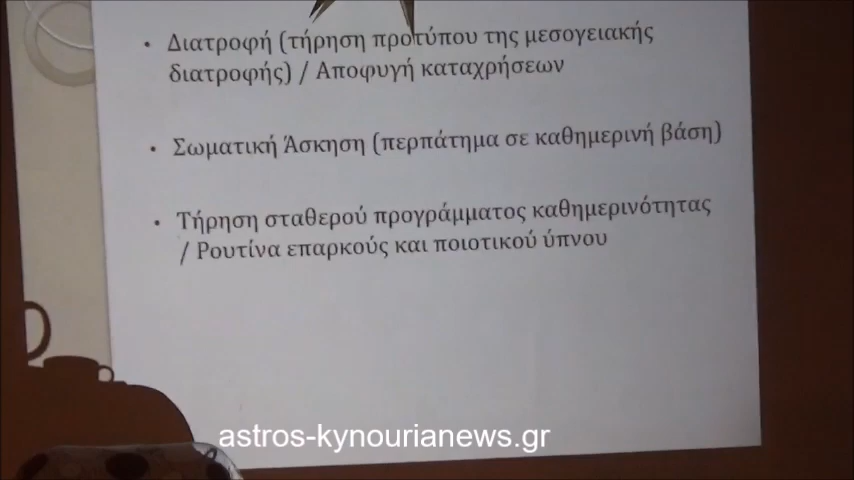 • Διατροφή (τήρηση προτύπου της μεσογειακής
διατροφής) / Αποφυγή καταχρήσεων
• Σωματική Άσκηση (περπάτημα σε καθημερινή βάση)
• Τήρηση σταθερού προγράμματος καθημερινότητας
/ Ρουτίνα επαρκούς και ποιοτικού ύπνου
astros-kynourianews.gr